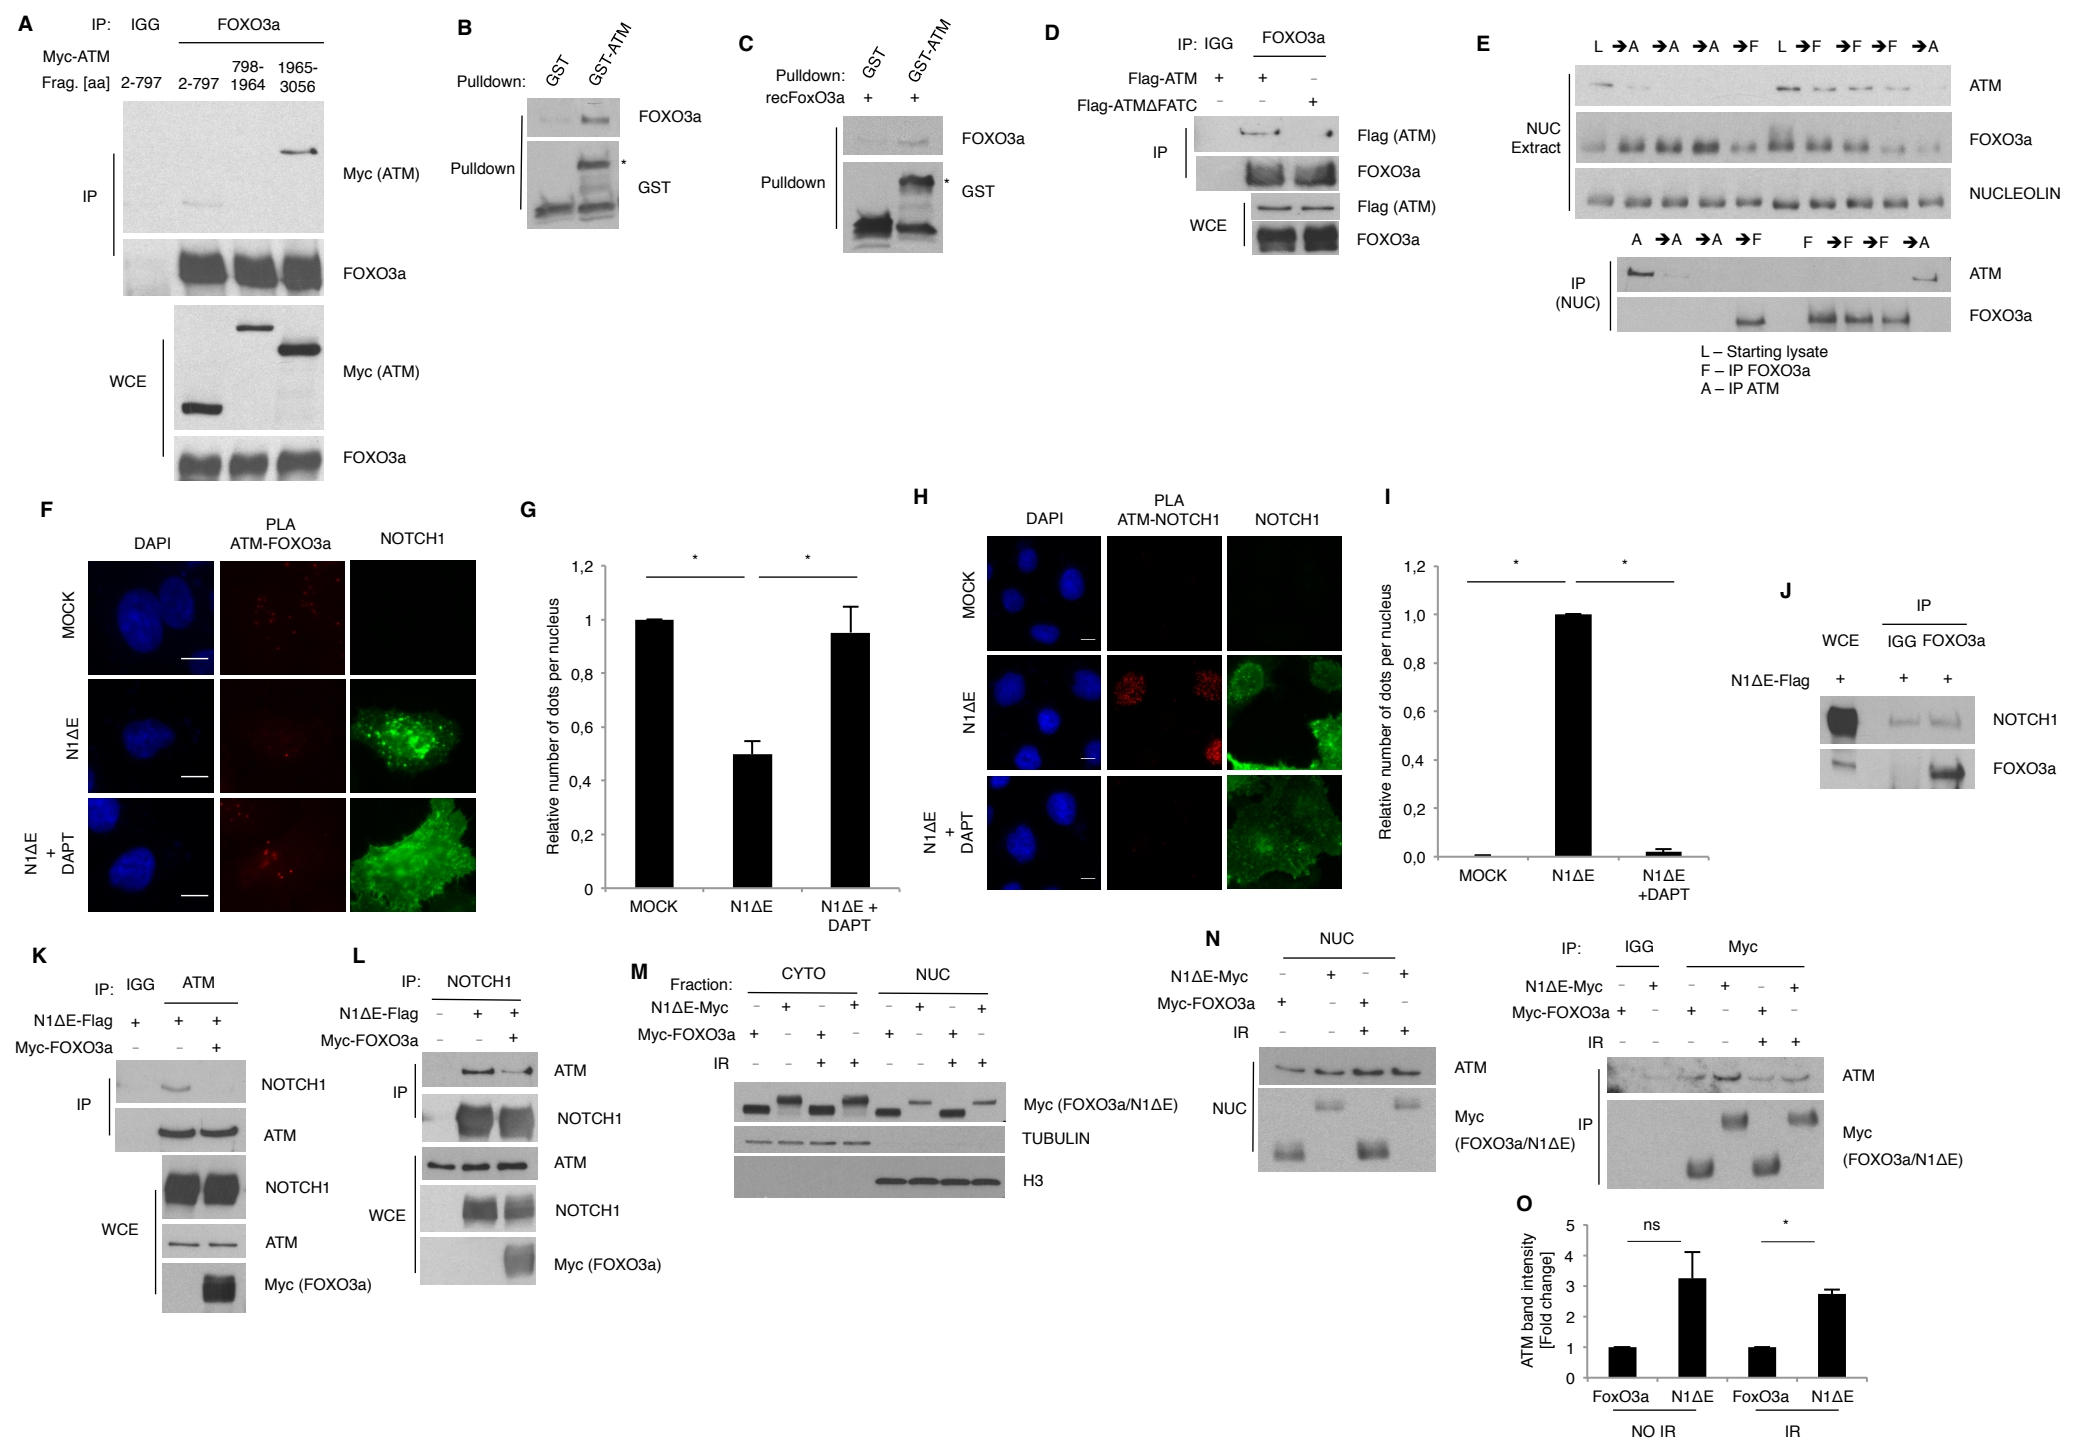 A
IP: IGG FOXO3a
Myc-ATM
Frag. [aa] 2-797 2-797 798-1964 1965-3056
IP
Myc (ATM)
FOXO3a
WCE
Myc (ATM)
FOXO3a
B
Pulldown: GST GST-ATM
Pulldown
FOXO3a
*
GST
C
Pulldown: GST GST-ATM
recFoxO3a + +
Pulldown
FOXO3a
*
GST
D
IP: IGG FOXO3a
Flag-ATM + + –
Flag-ATMΔFATC – – +
IP
Flag (ATM)
FOXO3a
WCE
Flag (ATM)
FOXO3a
E
L ➔A ➔A ➔A ➔F L ➔F ➔F ➔F ➔A
NUC
Extract
ATM
FOXO3a
NUCLEOLIN
A ➔A ➔A ➔F F ➔F ➔F ➔A
IP
(NUC)
ATM
FOXO3a
L – Starting lysate
F – IP FOXO3a
A – IP ATM
F
DAPI
PLA
ATM-FOXO3a
NOTCH1
MOCK
N1ΔE
N1ΔE
+
DAPT
G
Relative number of dots per nucleus
1,2
1
0,8
0,6
0,4
0,2
0
* *
MOCK N1ΔE N1ΔE +
DAPT
H
DAPI
PLA
ATM-NOTCH1
NOTCH1
MOCK
N1ΔE
N1ΔE
+
DAPT
I
Relative number of dots per nucleus
1,2
1,0
0,8
0,6
0,4
0,2
0,0
* *
MOCK N1ΔE N1ΔE
+DAPT
J
IP
WCE IGG FOXO3a
N1ΔE-Flag + + +
NOTCH1
FOXO3a
K
IP: IGG ATM
N1ΔE-Flag + + +
Myc-FOXO3a – – +
IP
NOTCH1
ATM
WCE
NOTCH1
ATM
Myc (FOXO3a)
L
IP: NOTCH1
N1ΔE-Flag – + +
Myc-FOXO3a – – +
IP
ATM
NOTCH1
WCE
ATM
NOTCH1
Myc (FOXO3a)
M
Fraction: CYTO NUC
N1ΔE-Myc – + – + – + – +
Myc-FOXO3a + – + – + – + –
IR – – + + – – + +
Myc (FOXO3a/N1ΔE)
TUBULIN
H3
N
NUC
N1ΔE-Myc – + – +
Myc-FOXO3a + – + –
IR – – + +
NUC
ATM
Myc
(FOXO3a/N1ΔE)
IP: IGG Myc
N1ΔE-Myc – + – + – +
Myc-FOXO3a + – + – + –
IR – – – – + +
IP
ATM
Myc
(FOXO3a/N1ΔE)
O
ATM band intensity
[Fold change]
5
4
3
2
1
0
ns *
FoxO3a N1ΔE FoxO3a N1ΔE
NO IR IR